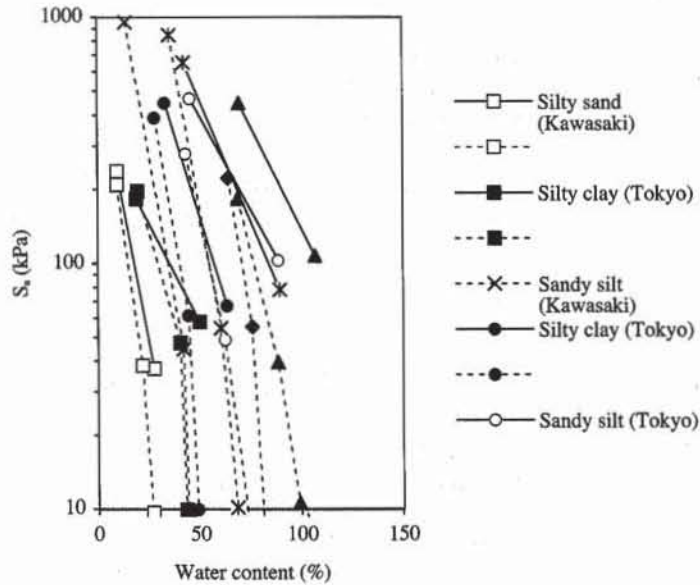 1000
100
10
0
50
100
150
Sᵤ (kPa)
Water content (%)
Silty sand
(Kawasaki)
Silty clay (Tokyo)
Sandy silt
(Kawasaki)
Silty clay (Tokyo)
Sandy silt (Tokyo)